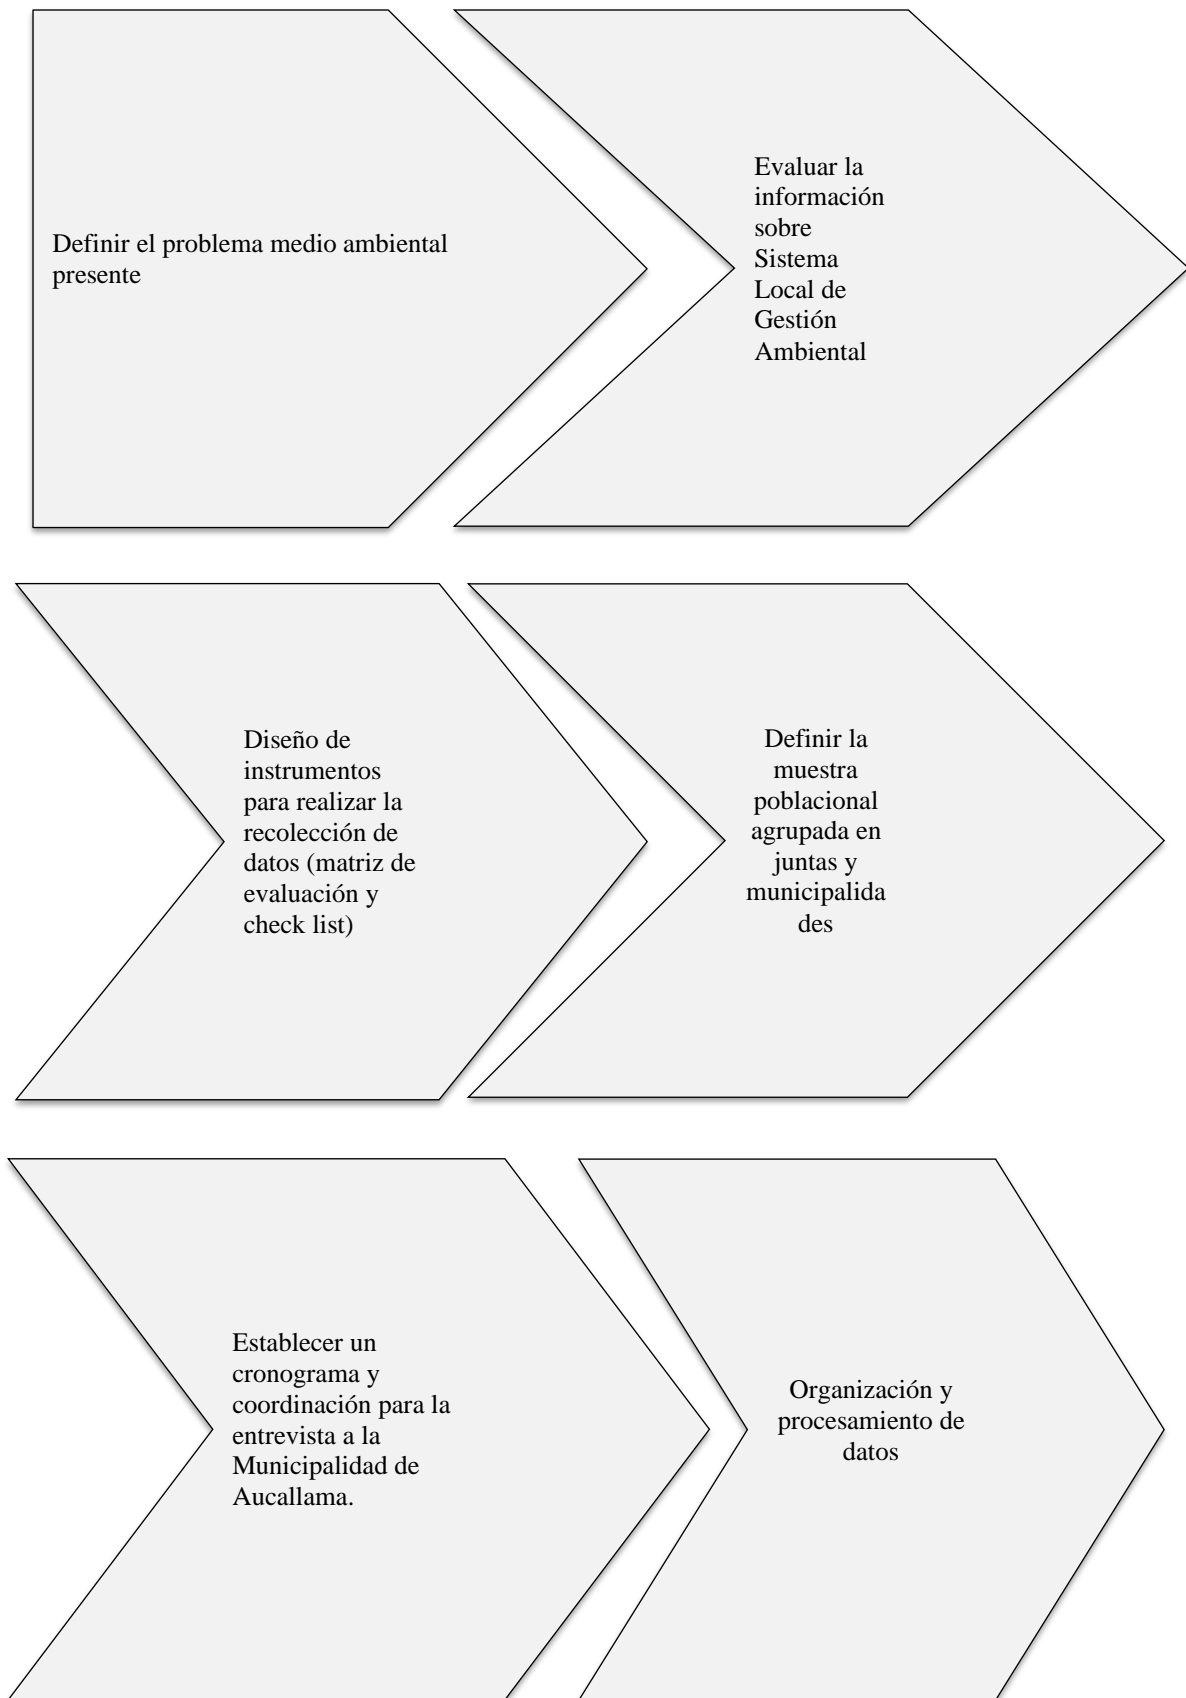 Definir el problema medio ambiental
presente
Evaluar la
información
sobre
Sistema
Local de
Gestión
Ambiental
Diseño de
instrumentos
para realizar la
recolección de
datos (matriz de
evaluación y
check list)
Definir la
muestra
poblacional
agrupada en
juntas y
municipalida
des
Establecer un
cronograma y
coordinación para la
entrevista a la
Municipalidad de
Aucallama.
Organización y
procesamiento de
datos